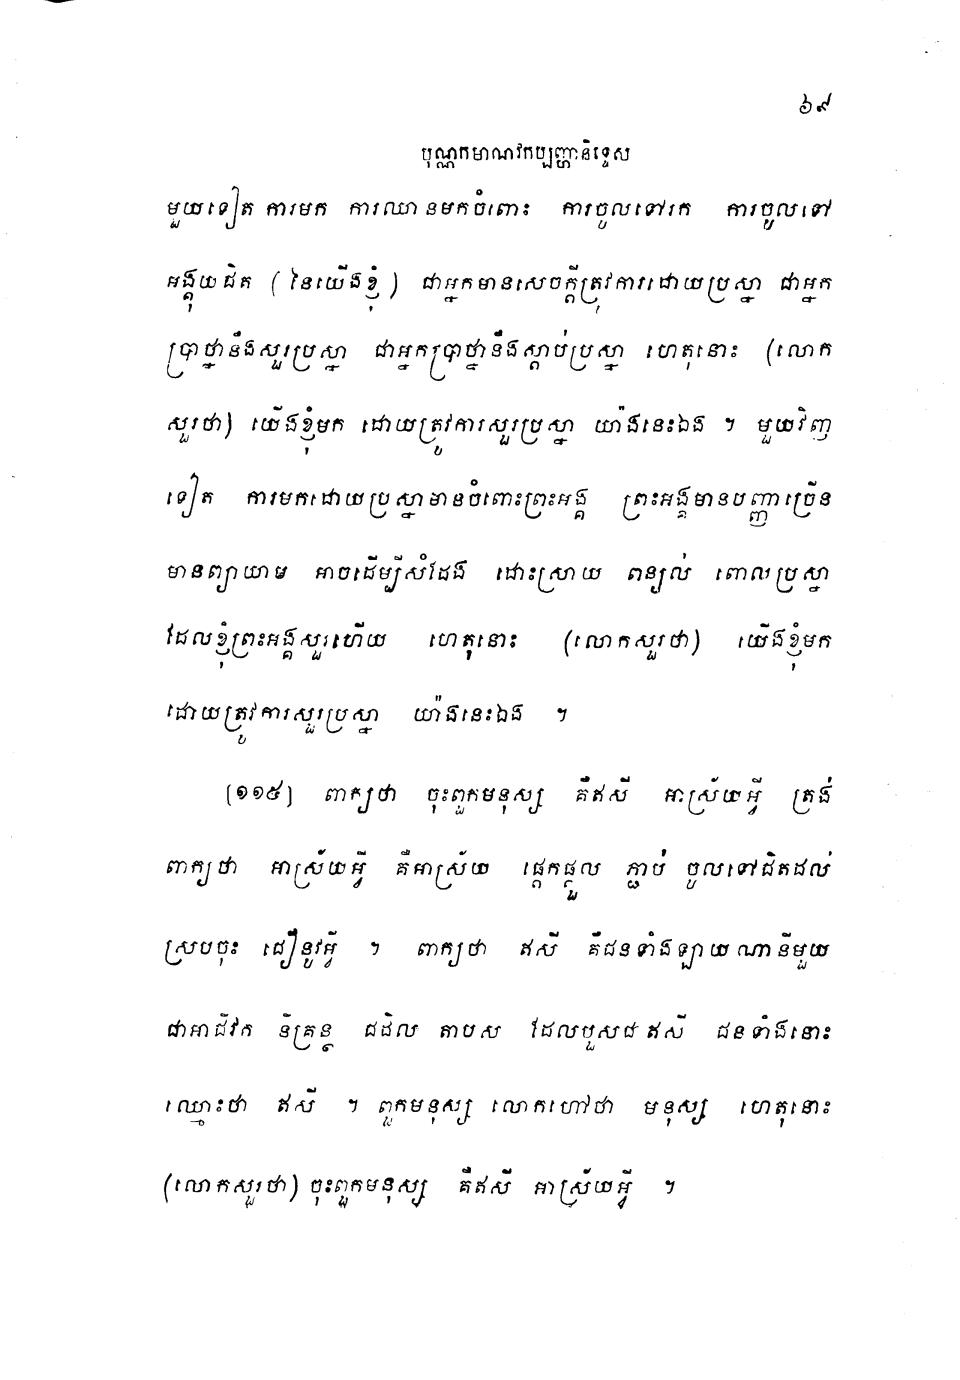 ៦៩
បុណ្ណកមាណវកប្បញ្ហានិទ្ទេស
មួយទៀត ការមក ការឈានមកចំពោះ ការចូលទៅរក ការចូលទៅ
អង្គុយជិត (នៃយើងខ្ញុំ) ជាអ្នកមានសេចក្តីត្រូវការដោយប្រស្នា ជាអ្នក
ប្រាថ្នានឹងសួរប្រស្នា ជាអ្នកប្រាថ្នានឹងស្តាប់ប្រស្នា ហេតុនោះ (លោក
សួរថា) យើងខ្ញុំមក ដោយត្រូវការសួរប្រស្នា យ៉ាងនេះឯង ។ មួយវិញ
ទៀត ការមកដោយប្រស្នាមានចំពោះព្រះអង្គ ព្រះអង្គមានបញ្ញាច្រើន
មានព្យាយាម អាចដើម្បីសំដែង ដោះស្រាយ ពន្យល់ ពោលប្រស្នា
ដែលខ្ញុំព្រះអង្គសួរហើយ ហេតុនោះ (លោកសួរថា) យើងខ្ញុំមក
ដោយត្រូវការសួរប្រស្នា យ៉ាងនេះឯង ។
[១១៥] ពាក្យថា ចុះពួកមនុស្ស គឺឥសី អាស្រ័យអ្វី ត្រង់
ពាក្យថា អាស្រ័យអ្វី គឺអាស្រ័យ ផ្តេកផ្តួល ភ្ជាប់ ចូលទៅជិតដល់
ស្របចុះ ជឿនូវអ្វី ។ ពាក្យថា ឥសី គឺជនទាំងឡាយណានីមួយ
ជាអាជីវក និគ្រន្ថ ជដិល តាបស ដែលបួសជាឥសី ជនទាំងនោះ
ឈ្មោះថា ឥសី ។ ពួកមនុស្ស លោកហៅថា មនុស្ស ហេតុនោះ
(លោកសួរថា) ចុះពួកមនុស្ស គឺឥសី អាស្រ័យអ្វី ។